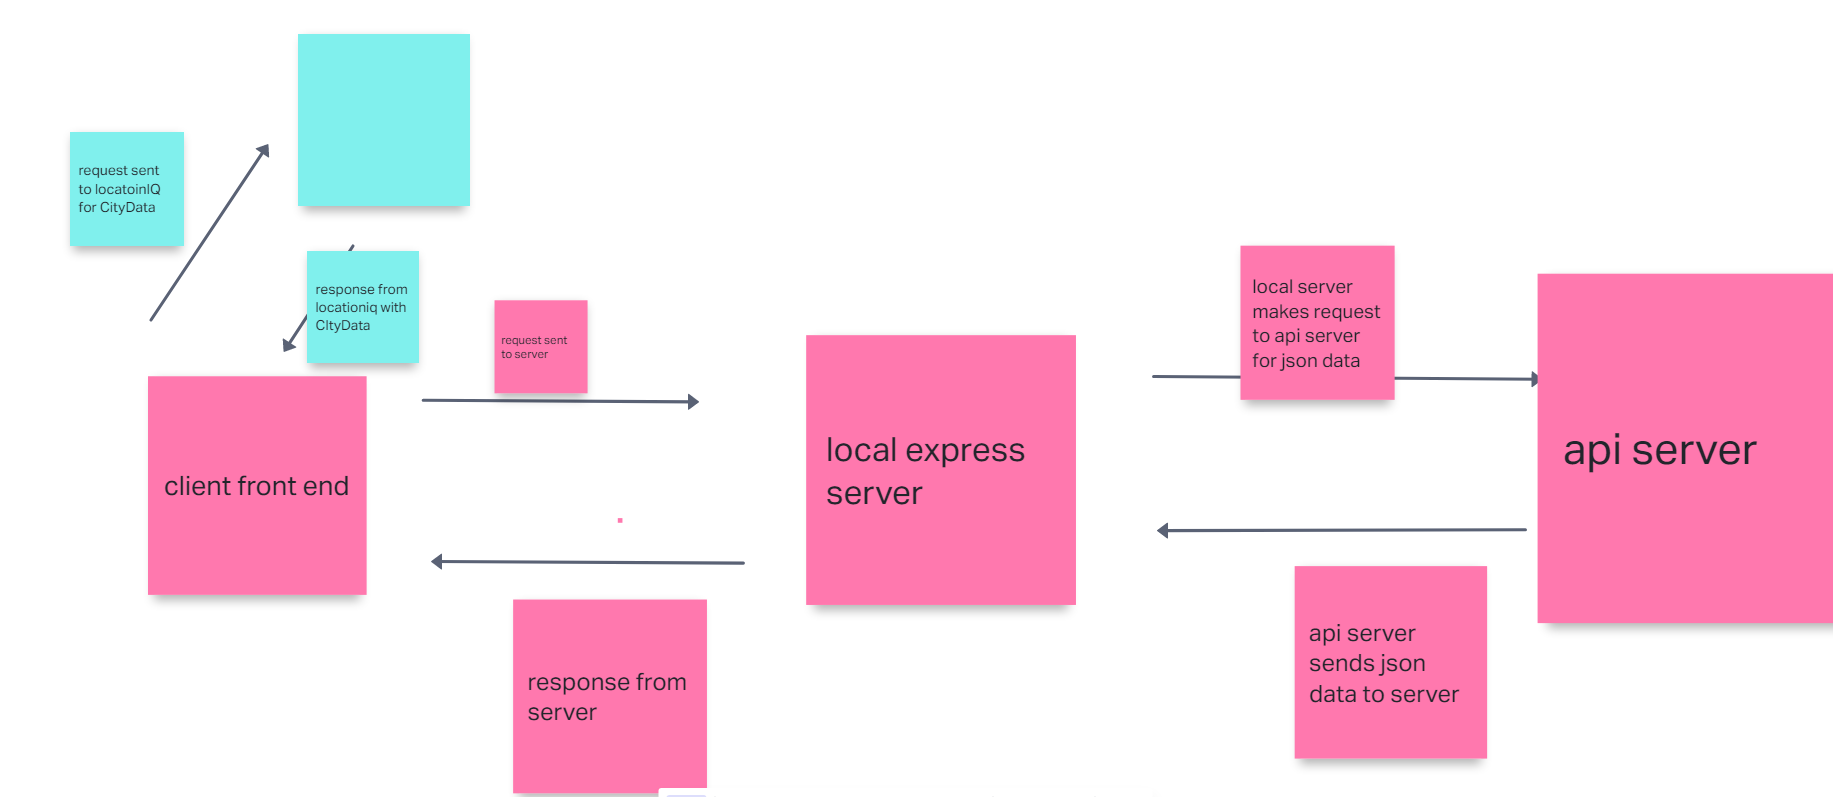 request sent
to locatoinIQ
for CityData
response from
locationiq with
CItyData
request sent
to server
client front end
response from
server
local express
server
local server
makes request
to api server
for json data
api server
api server
sends json
data to server